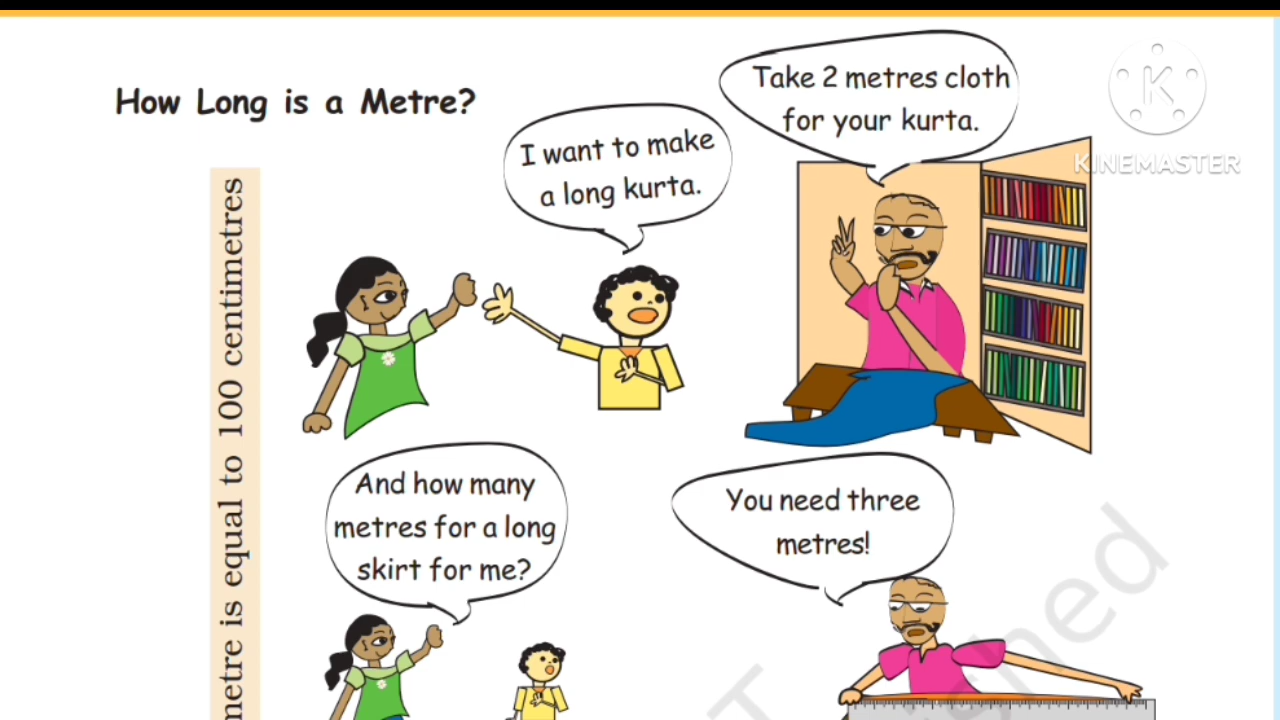 How Long is a Metre?
Take 2 metres cloth
for your kurta.
I want to make
a long kurta.
K
KINEMASTER
metre is equal to 100 centimetres
And how many
metres for a long
skirt for me?
You need three
metres!